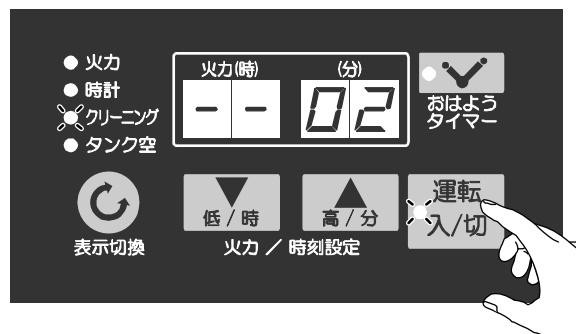 火力
時計
クリーニング
タンク空
火力(時) (分)
-- 02
おはよう
タイマー
表示切換
低/時
高/分
火力/時刻設定
運転
入/切